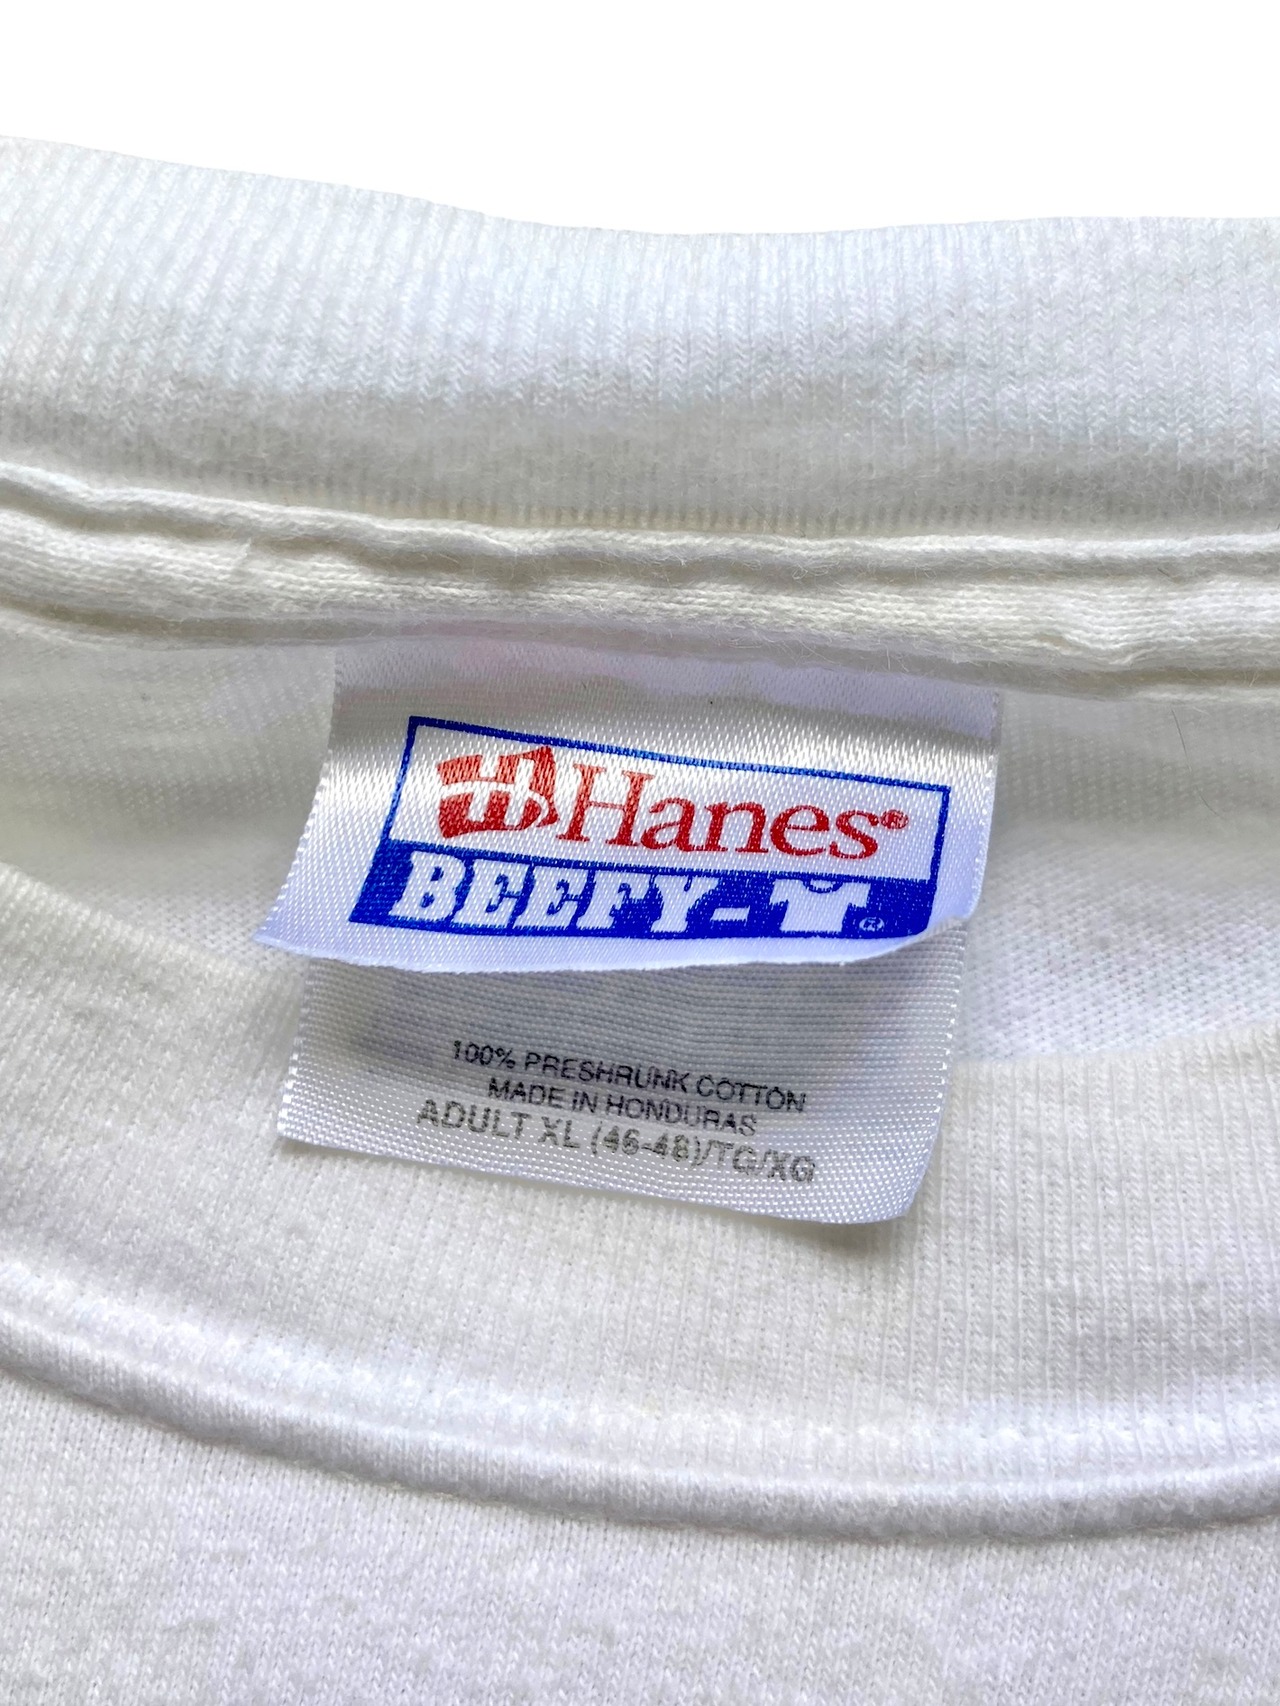 Hanes®
BEEFY-T®
100% PRESHRUNK COTTON
MADE IN HONDURAS
ADULT XL (46-48)/TG/XG